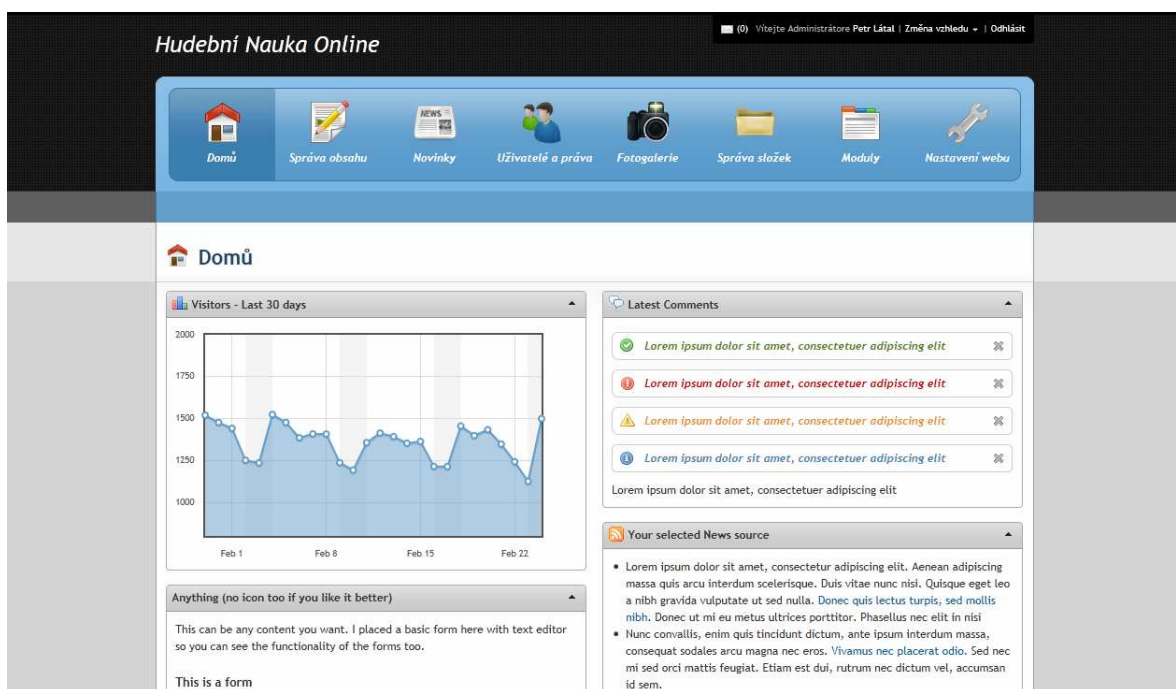 Hudební Nauka Online
(0) Vítejte Administrátore Petr Látal | Změna vzhledu | Odhlásit
Domů
Správa obsahu
NEWS
Novinky
Uživatelé a práva
Fotogalerie
Správa složek
Moduly
Nastavení webu
Domů
Visitors - Last 30 days
2000
1750
1500
1250
1000
Feb 1
Feb 8
Feb 15
Feb 22
Anything (no icon too if you like it better)
This can be any content you want. I placed a basic form here with text editor
so you can see the functionality of the forms too.
This is a form
Latest Comments
Lorem ipsum dolor sit amet, consectetuer adipiscing elit
Lorem ipsum dolor sit amet, consectetuer adipiscing elit
Lorem ipsum dolor sit amet, consectetuer adipiscing elit
Lorem ipsum dolor sit amet, consectetuer adipiscing elit
Lorem ipsum dolor sit amet, consectetuer adipiscing elit
Your selected News source
• Lorem ipsum dolor sit amet, consectetur adipiscing elit. Aenean adipiscing
massa quis arcu interdum scelerisque. Duis vitae nunc nisi. Quisque eget leo
a nibh gravida vulputate ut sed nulla. Donec quis lectus turpis, sed mollis
nibh. Donec ut mi eu metus ultrices porttitor. Phasellus nec elit in nisi
• Nunc convallis, enim quis tincidunt dictum, ante ipsum interdum massa,
consequat sodales arcu magna nec eros. Vivamus nec placerat odio. Sed nec
mi sed orci mattis feugiat. Etiam est dui, rutrum nec dictum vel, accumsan
id sem.